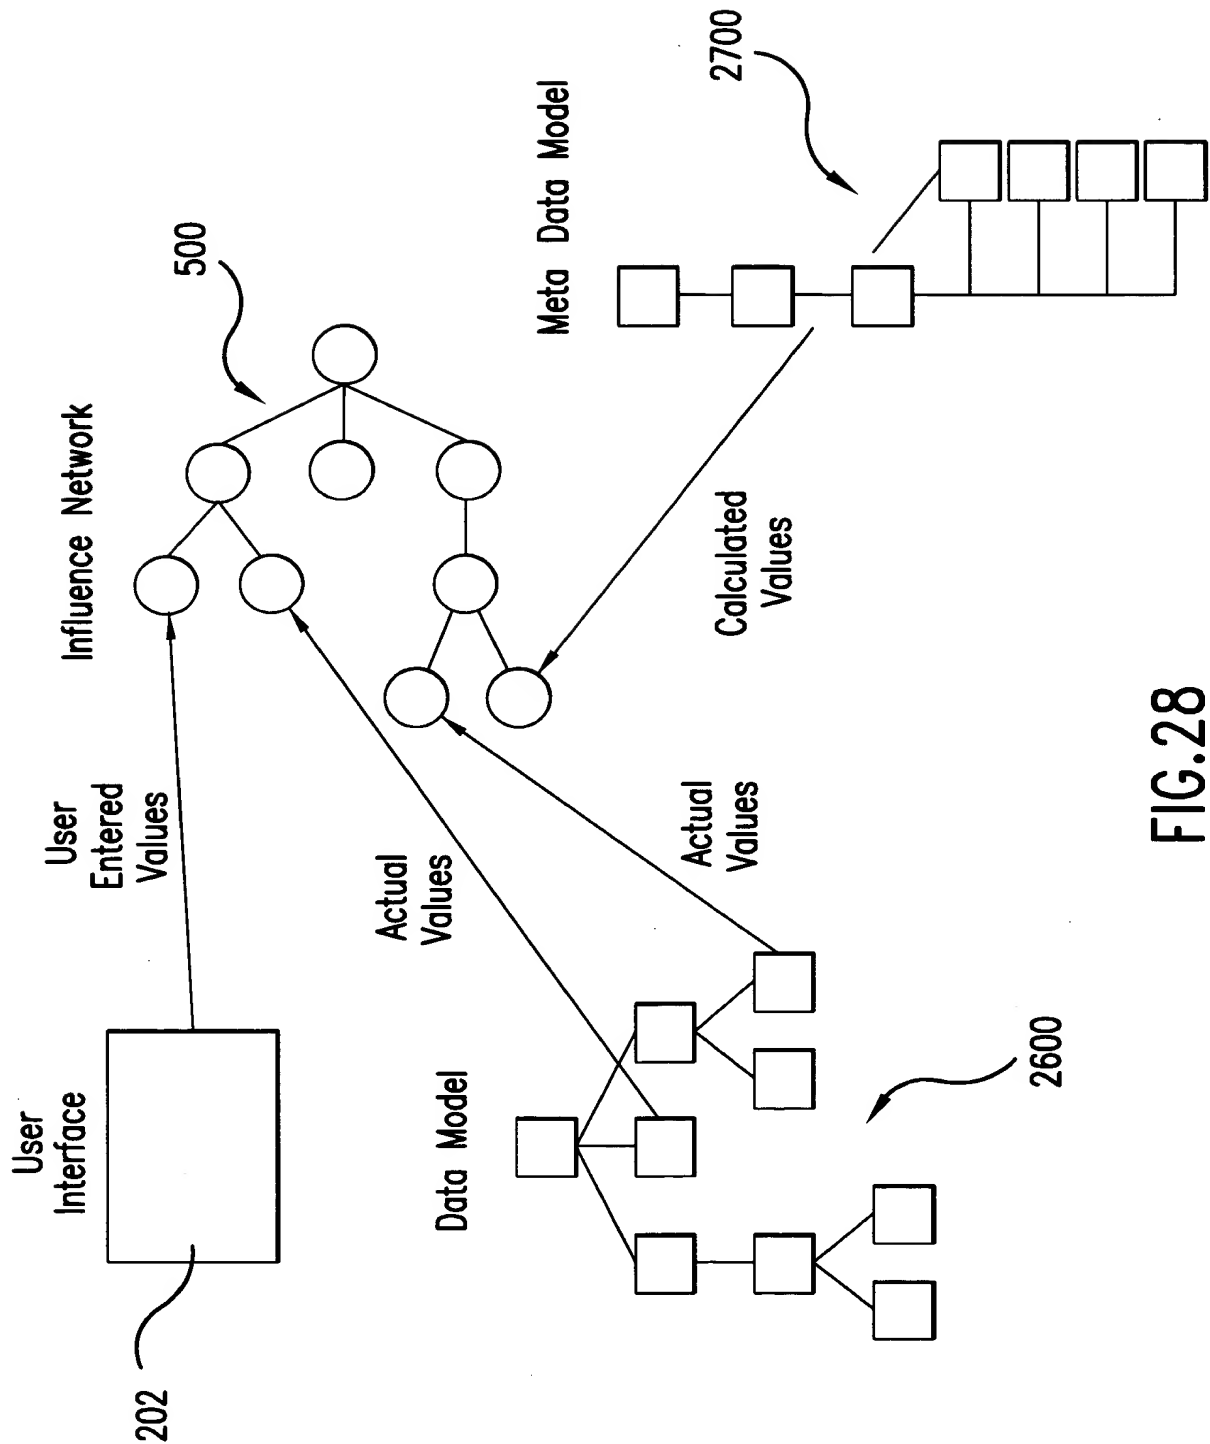 User
Interface
202
User
Entered
Values
Influence Network
500
Data Model
2600
Actual
Values
Actual
Values
Calculated
Values
Meta Data Model
2700
FIG.28